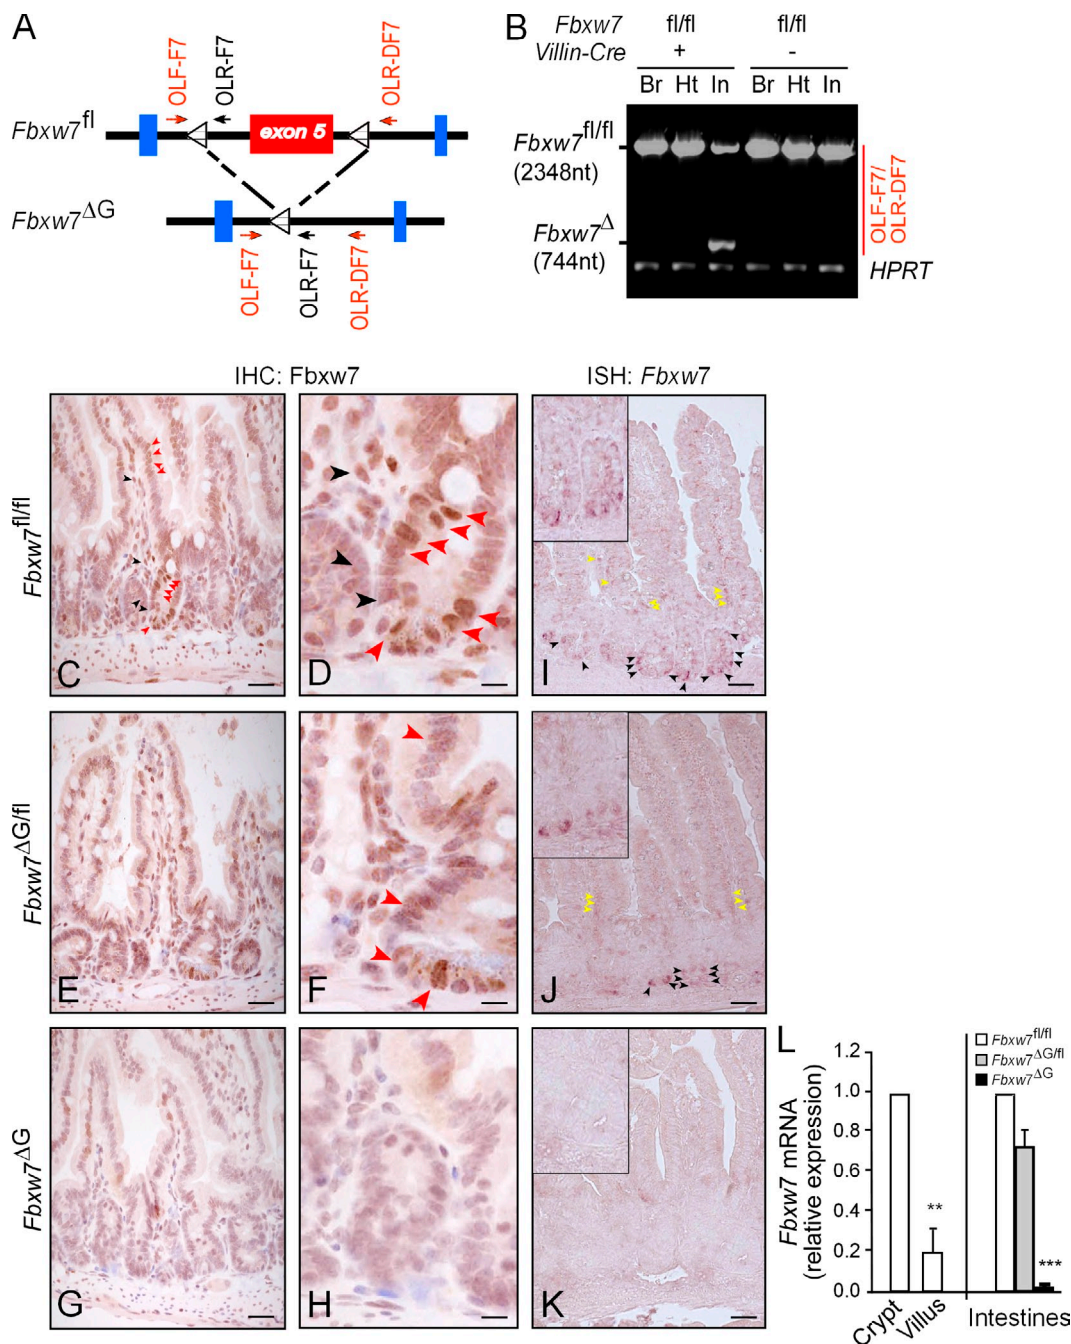 A
OLF-F7
OLR-F7
OLR-DF7
Fbxw7fl
exon 5
Fbxw7ΔG
OLF-F7
OLR-F7
OLR-DF7
B
Fbxw7 fl/fl fl/fl
Villin-Cre + -
Br Ht In Br Ht In
Fbxw7fl/fl
(2348nt)
Fbxw7Δ
(744nt)
OLF-F7/
OLR-DF7
HPRT
IHC: Fbxw7
ISH: Fbxw7
Fbxw7fl/fl
C
D
I
Fbxw7ΔG/fl
E
F
J
Fbxw7ΔG
G
H
K
L
Fbxw7fl/fl
Fbxw7ΔG/fl
Fbxw7ΔG
Fbxw7 mRNA
(relative expression)
1.2
1.0
0.8
0.6
0.4
0.2
0.0
**
***
Crypt
Villus
Intestines